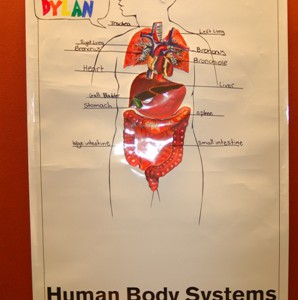 DYLAN
Trachea
Left Lung
Right Lung
Bronchus
Bronchus
Bronchiole
Heart
Liver
Gall Bladder
Stomach
spleen
large intestine
Small intestine
Human Body Systems